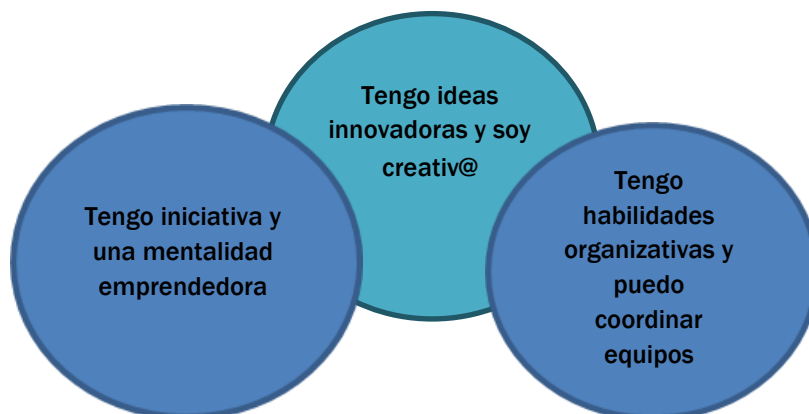 Tengo ideas
innovadoras y soy
creativ@
Tengo iniciativa y
una mentalidad
emprendedora
Tengo
habilidades
organizativas y
puedo
coordinar
equipos